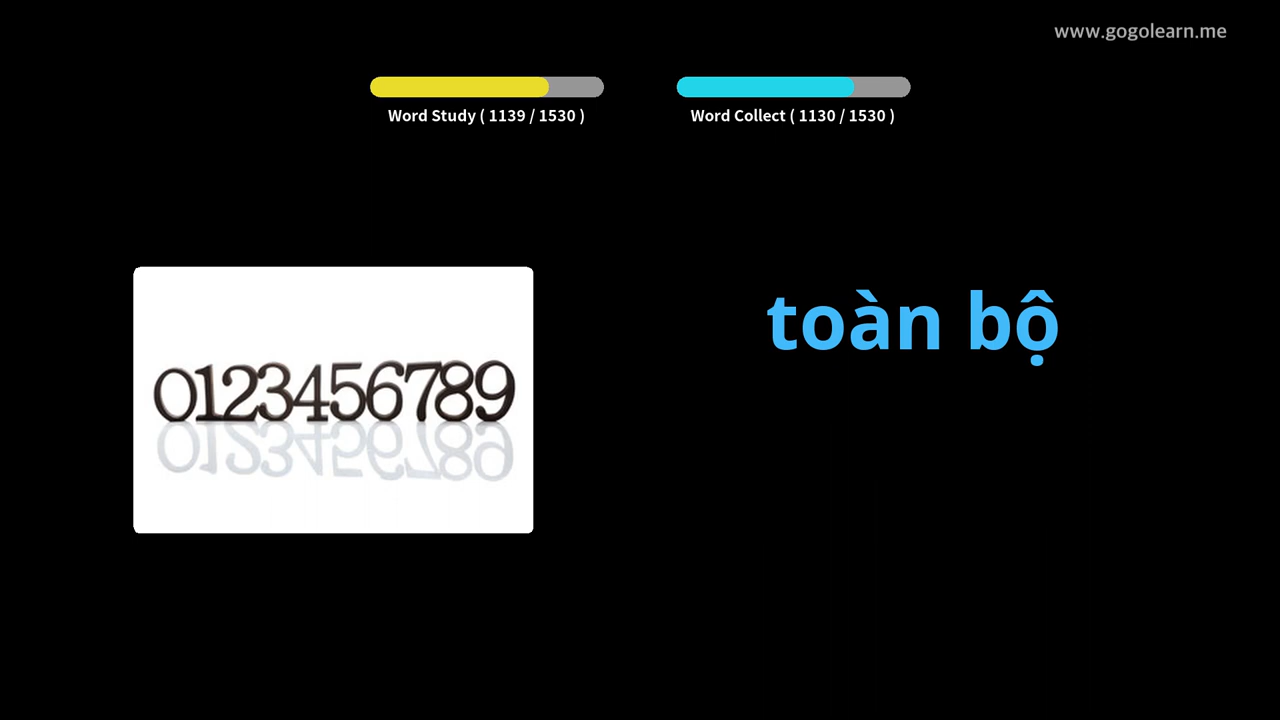 www.gogolearn.me
Word Study ( 1139 / 1530 )
Word Collect ( 1130 / 1530 )
toàn bộ
0123456789